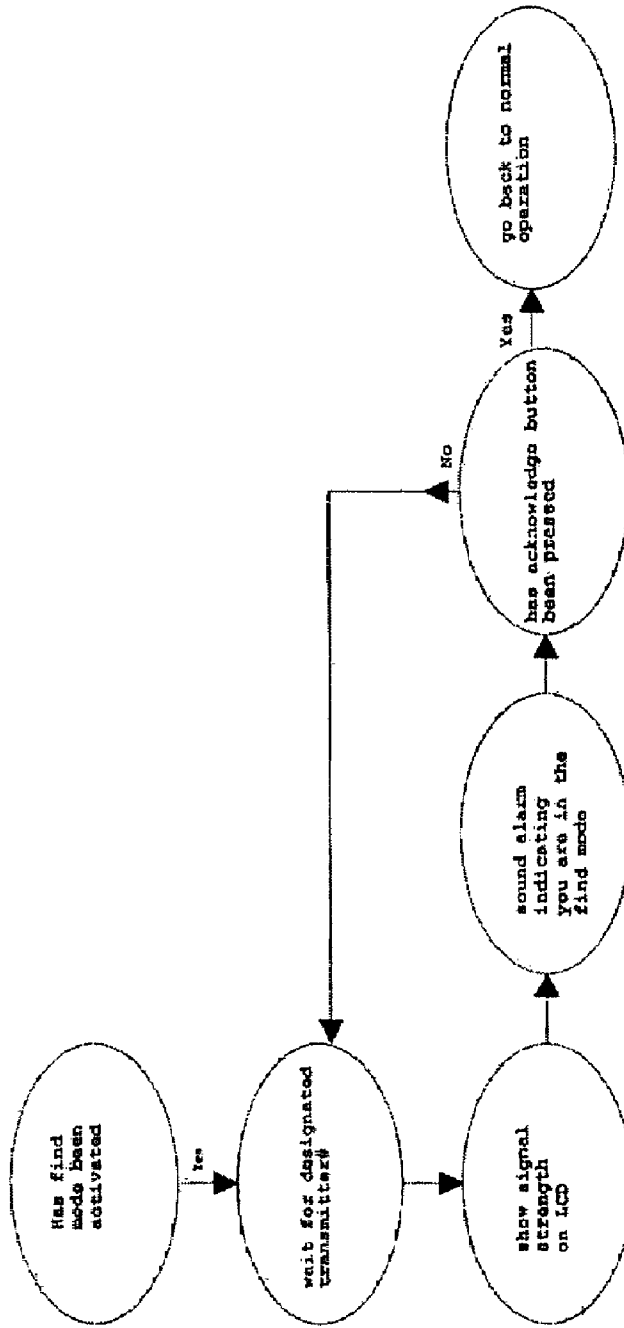 Has find
mode been
activated
Yes
wait for designated
transmitter#
show signal
strength
on LCD
sound alarm
indicating
you are in the
find mode
has acknowledge button
been pressed
No
Yes
go back to normal
operation